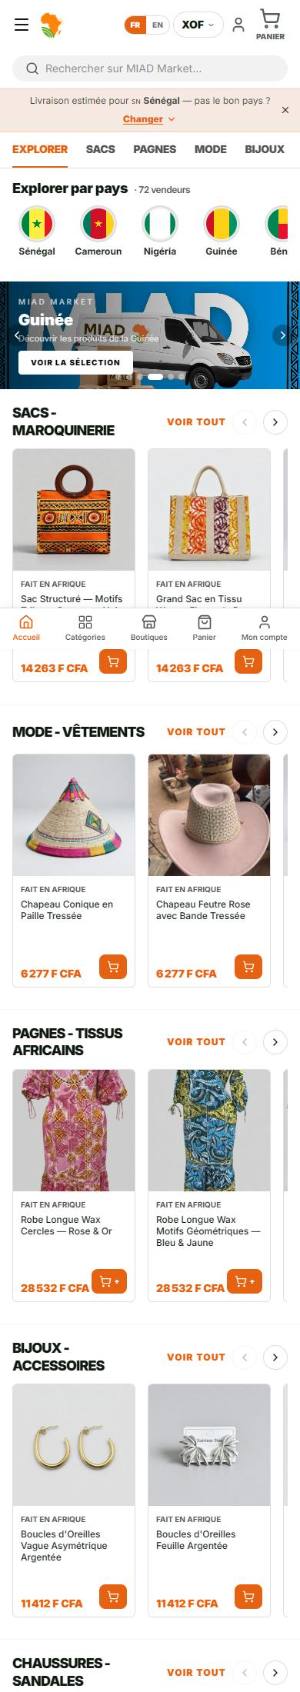 FR EN
XOF
PANIER
Rechercher sur MIAD Market...
Livraison estimée pour SN Sénégal — pas le bon pays ?
Changer
EXPLORER SACS PAGNES MODE BIJOUX
Explorer par pays · 72 vendeurs
Sénégal Cameroun Nigéria Guinée Bén
MIAD
MIAD MARKET
Guinée
MIAD
Découvrir les produits de la Guinée
VOIR LA SÉLECTION
SACS -
MAROQUINERIE
VOIR TOUT
FAIT EN AFRIQUE
Sac Structuré — Motifs
FAIT EN AFRIQUE
Grand Sac en Tissu
Accueil Catégories Boutiques Panier Mon compte
14 263 F CFA
14 263 F CFA
MODE - VÊTEMENTS
VOIR TOUT
FAIT EN AFRIQUE
Chapeau Conique en
Paille Tressée
6 277 F CFA
FAIT EN AFRIQUE
Chapeau Feutre Rose
avec Bande Tressée
6 277 F CFA
PAGNES - TISSUS
AFRICAINS
VOIR TOUT
FAIT EN AFRIQUE
Robe Longue Wax
Cercles — Rose & Or
28 532 F CFA
+
FAIT EN AFRIQUE
Robe Longue Wax
Motifs Géométriques —
Bleu & Jaune
28 532 F CFA
+
BIJOUX -
ACCESSOIRES
VOIR TOUT
FAIT EN AFRIQUE
Boucles d'Oreilles
Vague Asymétrique
Argentée
11 412 F CFA
FAIT EN AFRIQUE
Boucles d'Oreilles
Feuille Argentée
11 412 F CFA
CHAUSSURES -
SANDALES
VOIR TOUT